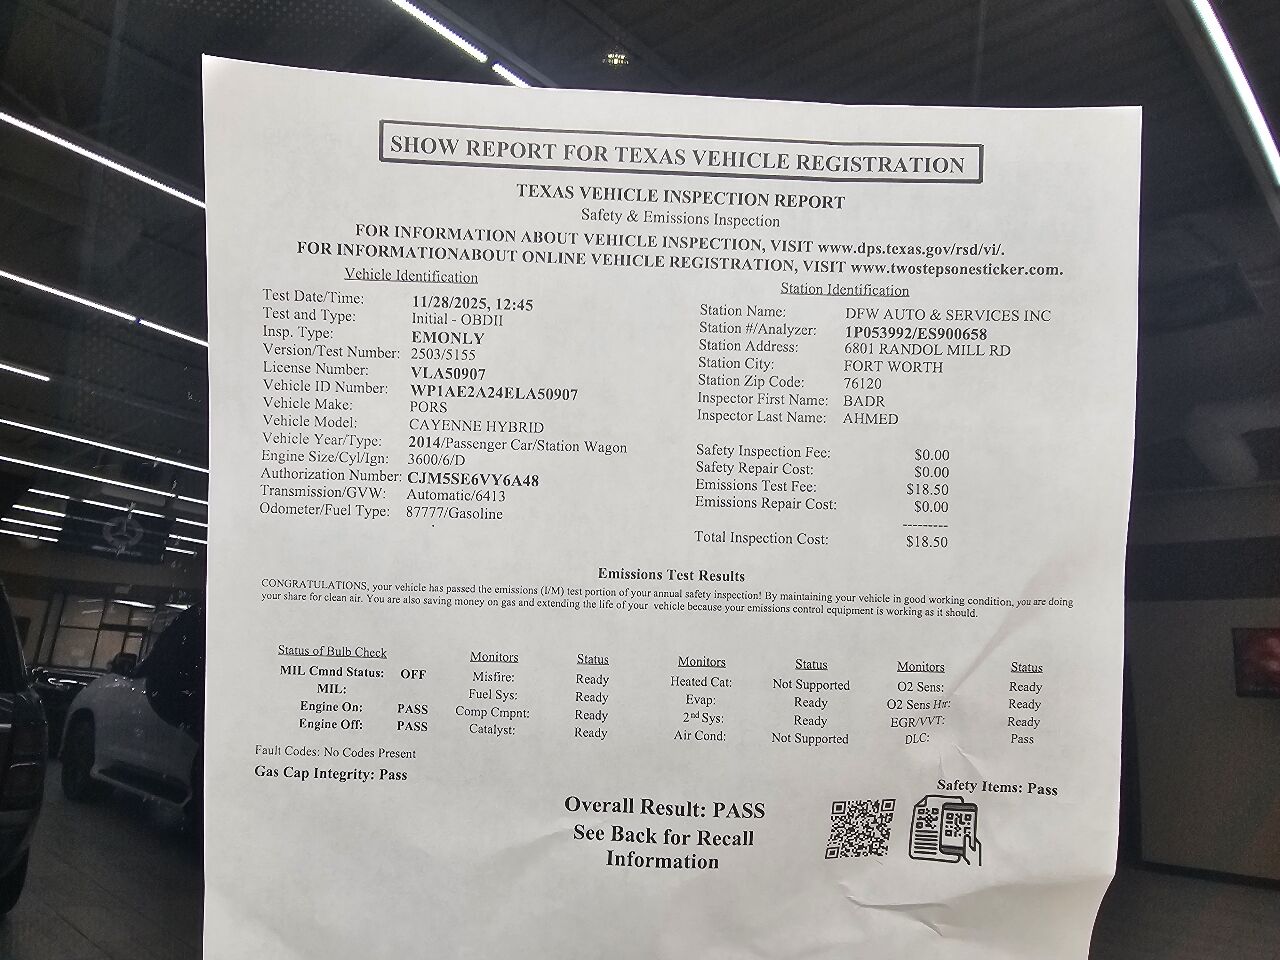 SHOW REPORT FOR TEXAS VEHICLE REGISTRATION
TEXAS VEHICLE INSPECTION REPORT
Safety & Emissions Inspection
FOR INFORMATION ABOUT VEHICLE INSPECTION, VISIT www.dps.texas.gov/rsd/vi/.
FOR INFORMATIONABOUT ONLINE VEHICLE REGISTRATION, VISIT www.twostepsonesticker.com.
Vehicle Identification
Test Date/Time: 11/28/2025, 12:45
Test and Type: Initial - OBDII
Insp. Type: EMONLY
Version/Test Number: 2503/5155
License Number: VLA50907
Vehicle ID Number: WP1AE2A24ELA50907
Vehicle Make: PORS
Vehicle Model: CAYENNE HYBRID
Vehicle Year/Type: 2014/Passenger Car/Station Wagon
Engine Size/Cyl/Ign: 3600/6/D
Authorization Number: CJM5SE6VY6A48
Transmission/GVW: Automatic/6413
Odometer/Fuel Type: 87777/Gasoline
Station Identification
Station Name: DFW AUTO & SERVICES INC
Station #/Analyzer: 1P053992/ES900658
Station Address: 6801 RANDOL MILL RD
Station City: FORT WORTH
Station Zip Code: 76120
Inspector First Name: BADR
Inspector Last Name: AHMED
Safety Inspection Fee: $0.00
Safety Repair Cost: $0.00
Emissions Test Fee: $18.50
Emissions Repair Cost: $0.00
---------
Total Inspection Cost: $18.50
Emissions Test Results
CONGRATULATIONS, your vehicle has passed the emissions (I/M) test portion of your annual safety inspection! By maintaining your vehicle in good working condition, you are doing
your share for clean air. You are also saving money on gas and extending the life of your vehicle because your emissions control equipment is working as it should.
Status of Bulb Check
MIL Cmnd Status: OFF
MIL:
Engine On: PASS
Engine Off: PASS
Monitors Status
Misfire: Ready
Fuel Sys: Ready
Comp Cmpnt: Ready
Catalyst: Ready
Monitors Status
Heated Cat: Not Supported
Evap: Ready
2nd Sys: Ready
Air Cond: Not Supported
Monitors Status
O2 Sens: Ready
O2 Sens Htr: Ready
EGR/VVT: Ready
DLC: Pass
Fault Codes: No Codes Present
Gas Cap Integrity: Pass
Safety Items: Pass
Overall Result: PASS
See Back for Recall
Information